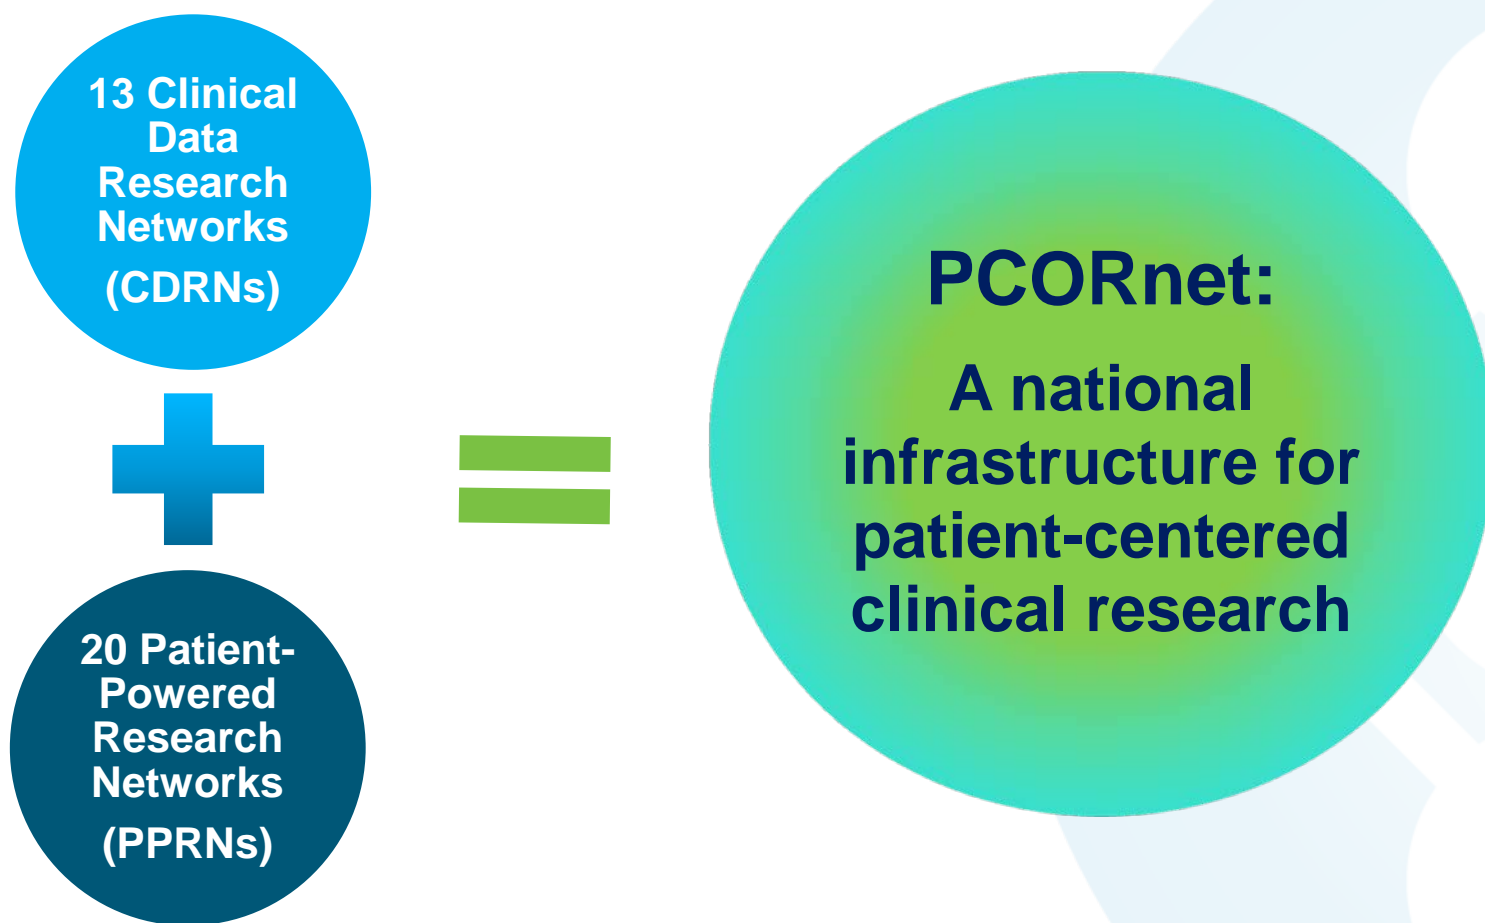 13 Clinical
Data
Research
Networks
(CDRNs)
20 Patient-
Powered
Research
Networks
(PPRNs)
PCORnet:
A national
infrastructure for
patient-centered
clinical research